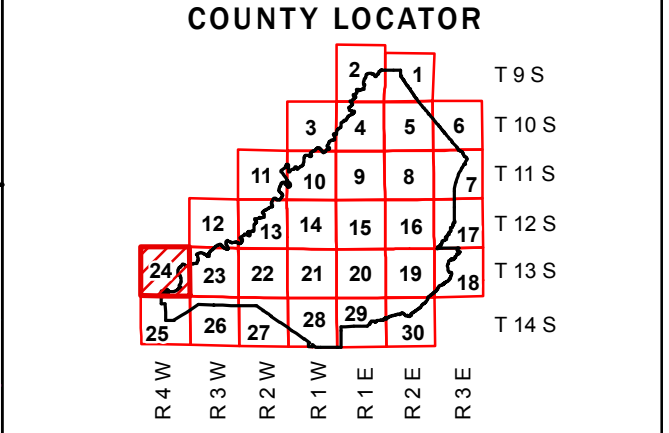 COUNTY LOCATOR
2 1 T 9 S
3 4 5 6 T 10 S
11 10 9 8 7 T 11 S
12 13 14 15 16 17 T 12 S
24 23 22 21 20 19 18 T 13 S
25 26 27 28 29 30 T 14 S
R 4 W
R 3 W
R 2 W
R 1 W
R 1 E
R 2 E
R 3 E